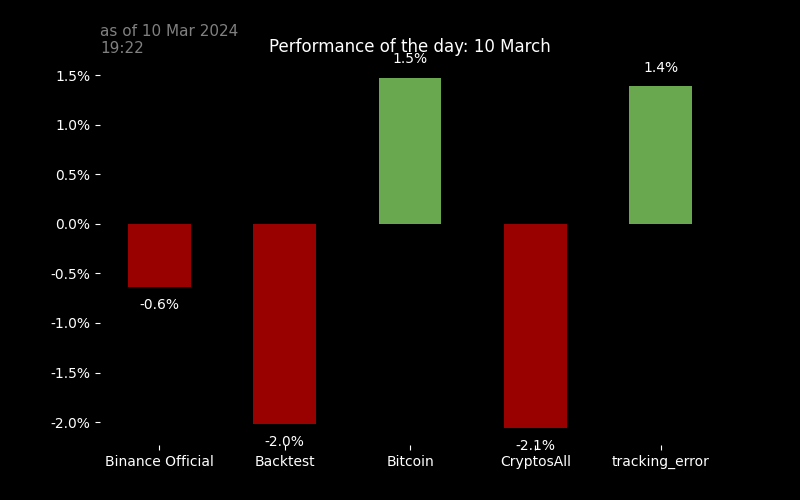 as of 10 Mar 2024
19:22
Performance of the day: 10 March
1.5%
1.4%
1.5%
1.0%
0.5%
0.0%
-0.5%
-0.6%
-1.0%
-1.5%
-2.0%
-2.0%
-2.1%
Binance Official
Backtest
Bitcoin
CryptosAll
tracking_error